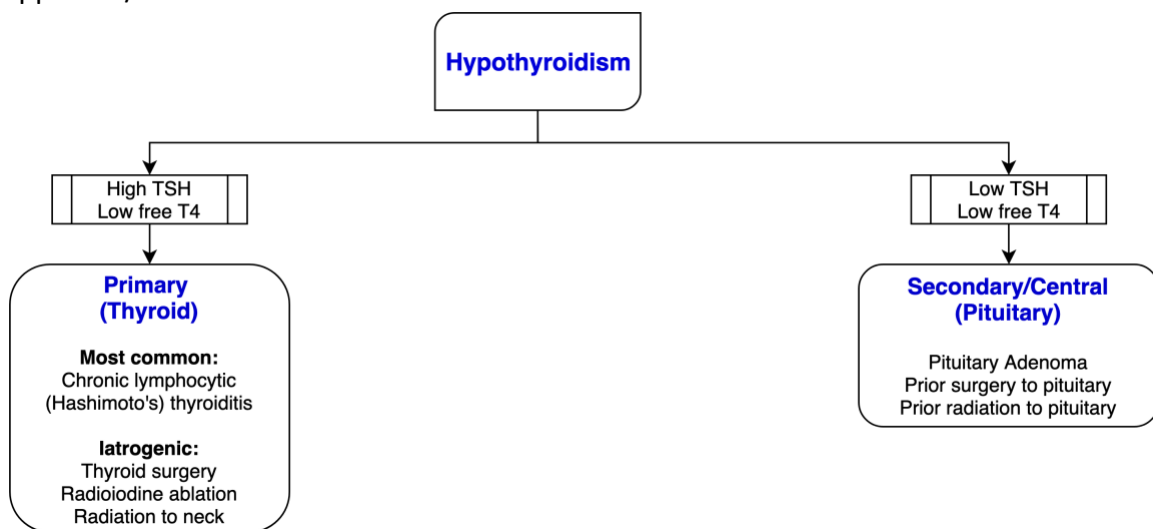 Hypothyroidism
High TSH
Low free T4
Low TSH
Low free T4
Primary
(Thyroid)
Most common:
Chronic lymphocytic
(Hashimoto's) thyroiditis
Iatrogenic:
Thyroid surgery
Radioiodine ablation
Radiation to neck
Secondary/Central
(Pituitary)
Pituitary Adenoma
Prior surgery to pituitary
Prior radiation to pituitary